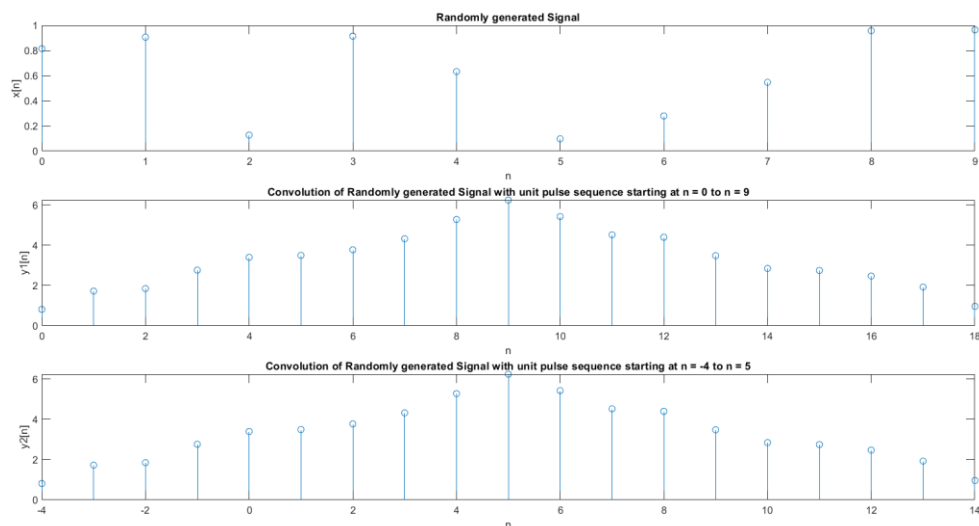 Randomly generated Signal
1
0.8
0.6
0.4
0.2
0
x[n]
0 1 2 3 4 5 6 7 8 9
n
Convolution of Randomly generated Signal with unit pulse sequence starting at n = 0 to n = 9
6
4
2
0
y1[n]
0 2 4 6 8 10 12 14 16 18
n
Convolution of Randomly generated Signal with unit pulse sequence starting at n = -4 to n = 5
6
4
2
0
y2[n]
-4 -2 0 2 4 6 8 10 12 14
n